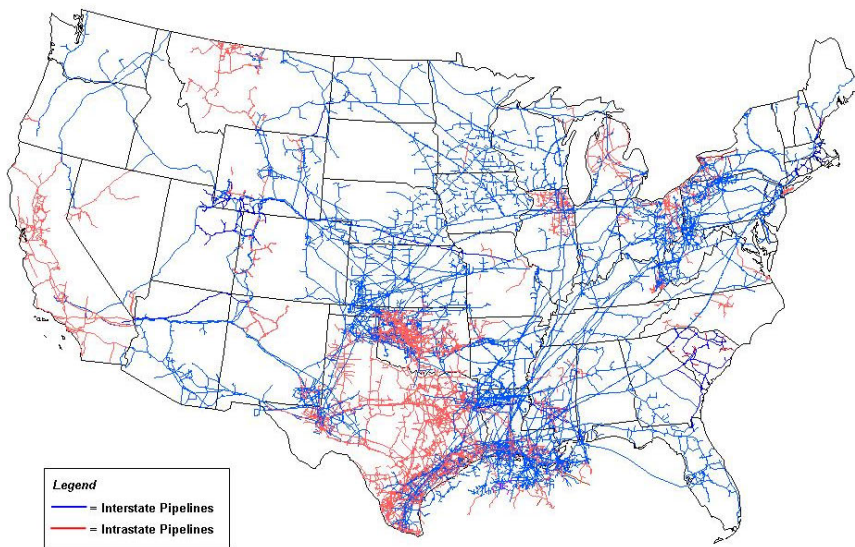 Legend
= Interstate Pipelines
= Intrastate Pipelines